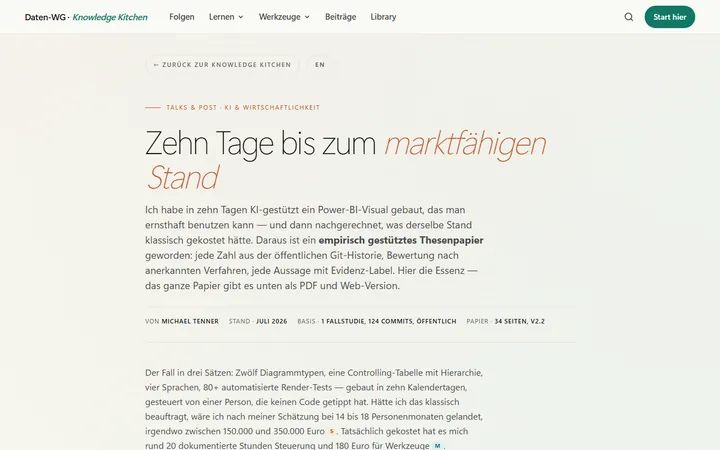 Daten-WG · Knowledge Kitchen Folgen Lernen Werkzeuge Beiträge Library Start hier
← ZURÜCK ZUR KNOWLEDGE KITCHEN EN
TALKS & POST · KI & WIRTSCHAFTLICHKEIT
Zehn Tage bis zum marktfähigen
Stand
Ich habe in zehn Tagen KI-gestützt ein Power-BI-Visual gebaut, das man
ernsthaft benutzen kann — und dann nachgerechnet, was derselbe Stand
klassisch gekostet hätte. Daraus ist ein empirisch gestütztes Thesenpapier
geworden: jede Zahl aus der öffentlichen Git-Historie, Bewertung nach
anerkannten Verfahren, jede Aussage mit Evidenz-Label. Hier die Essenz —
das ganze Papier gibt es unten als PDF und Web-Version.
VON MICHAEL TENNER STAND · JULI 2026 BASIS · 1 FALLSTUDIE, 124 COMMITS, ÖFFENTLICH PAPIER · 34 SEITEN, V2.2
Der Fall in drei Sätzen: Zwölf Diagrammtypen, eine Controlling-Tabelle mit Hierarchie,
vier Sprachen, 80+ automatisierte Render-Tests — gebaut in zehn Kalendertagen,
gesteuert von einer Person, die keinen Code getippt hat. Hätte ich das klassisch
beauftragt, wäre ich nach meiner Schätzung bei 14 bis 18 Personenmonaten gelandet,
irgendwo zwischen 150.000 und 350.000 Euro S . Tatsächlich gekostet hat es mich
rund 20 dokumentierte Stunden Steuerung und 180 Euro für Werkzeuge M .